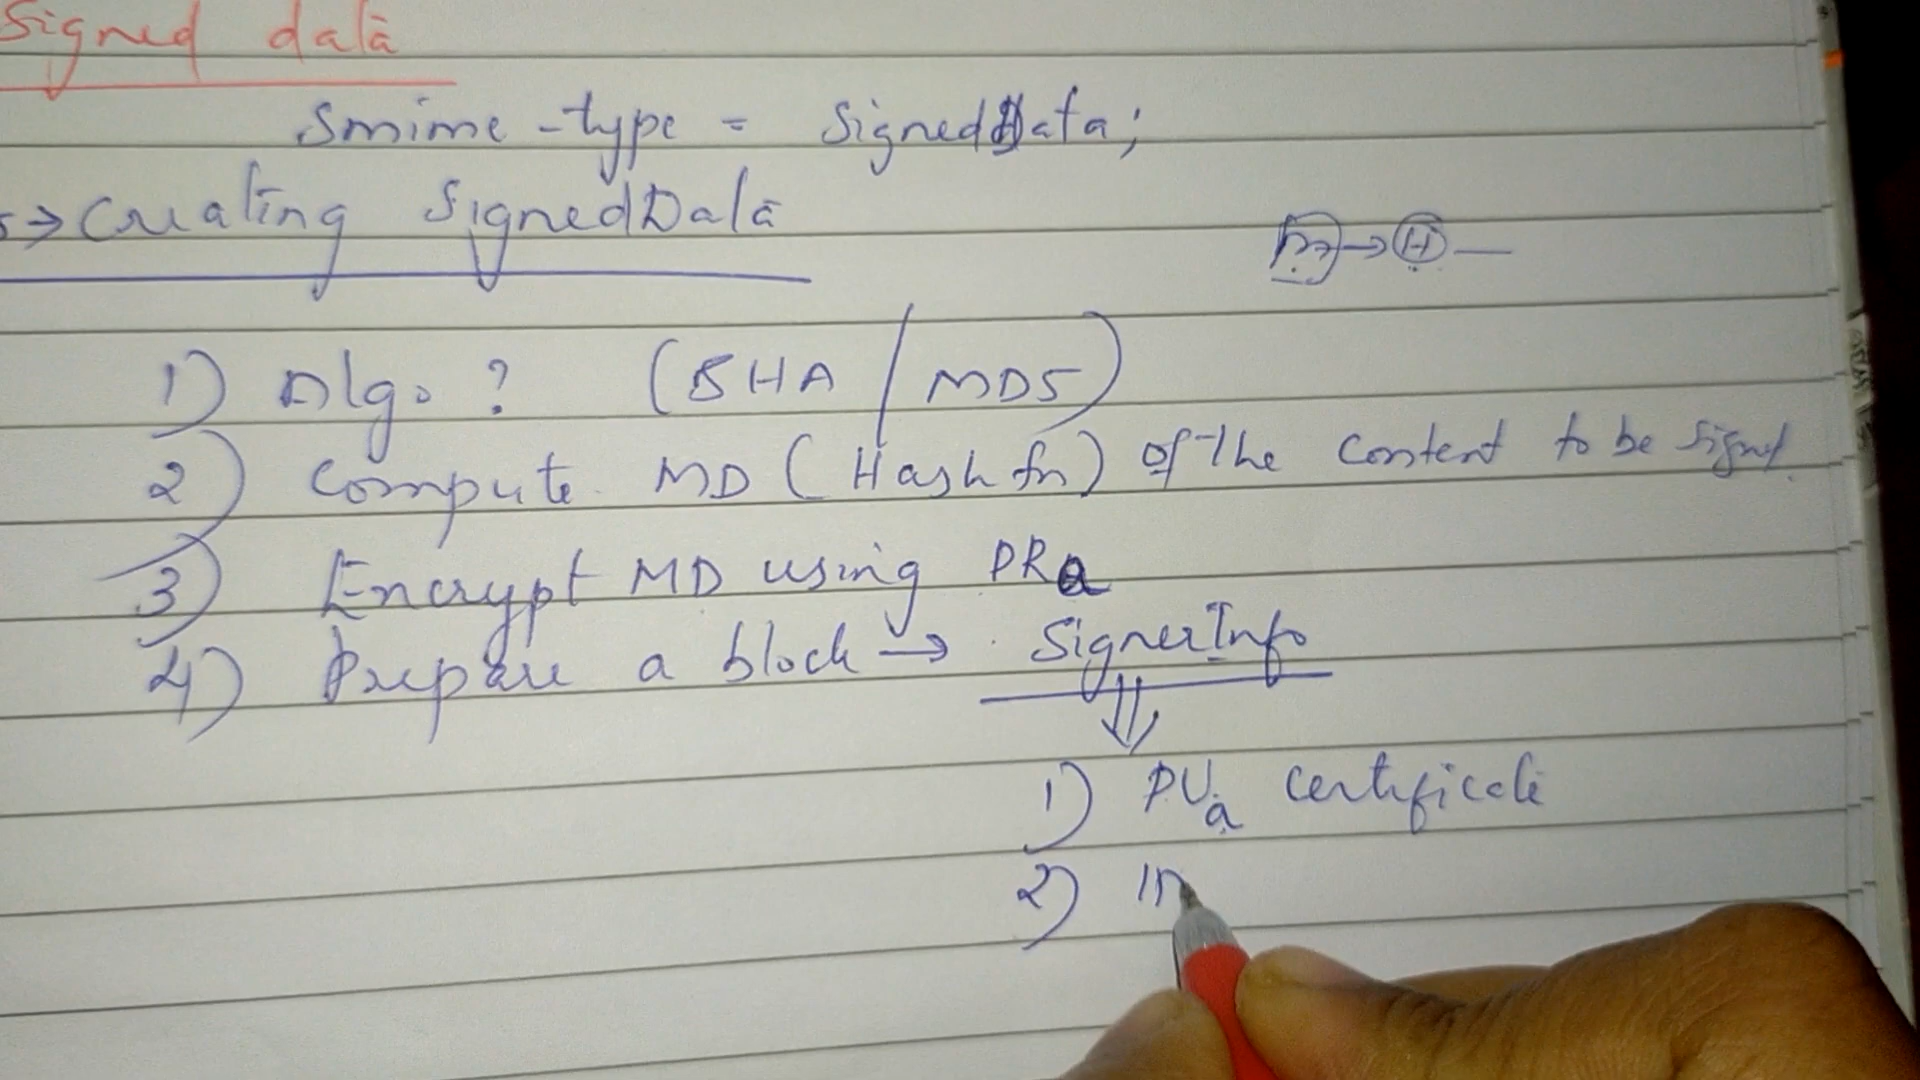 Signed data
Smime-type = SignedData;
→ Creating SignedData
M → H —
1) Algo ? (SHA / MD5)
2) Compute MD (Hash fn) of the content to be signed.
3) Encrypt MD using PRa
4) Prepare a block → SignerInfo
⇓
1) PUa certificate
2) In